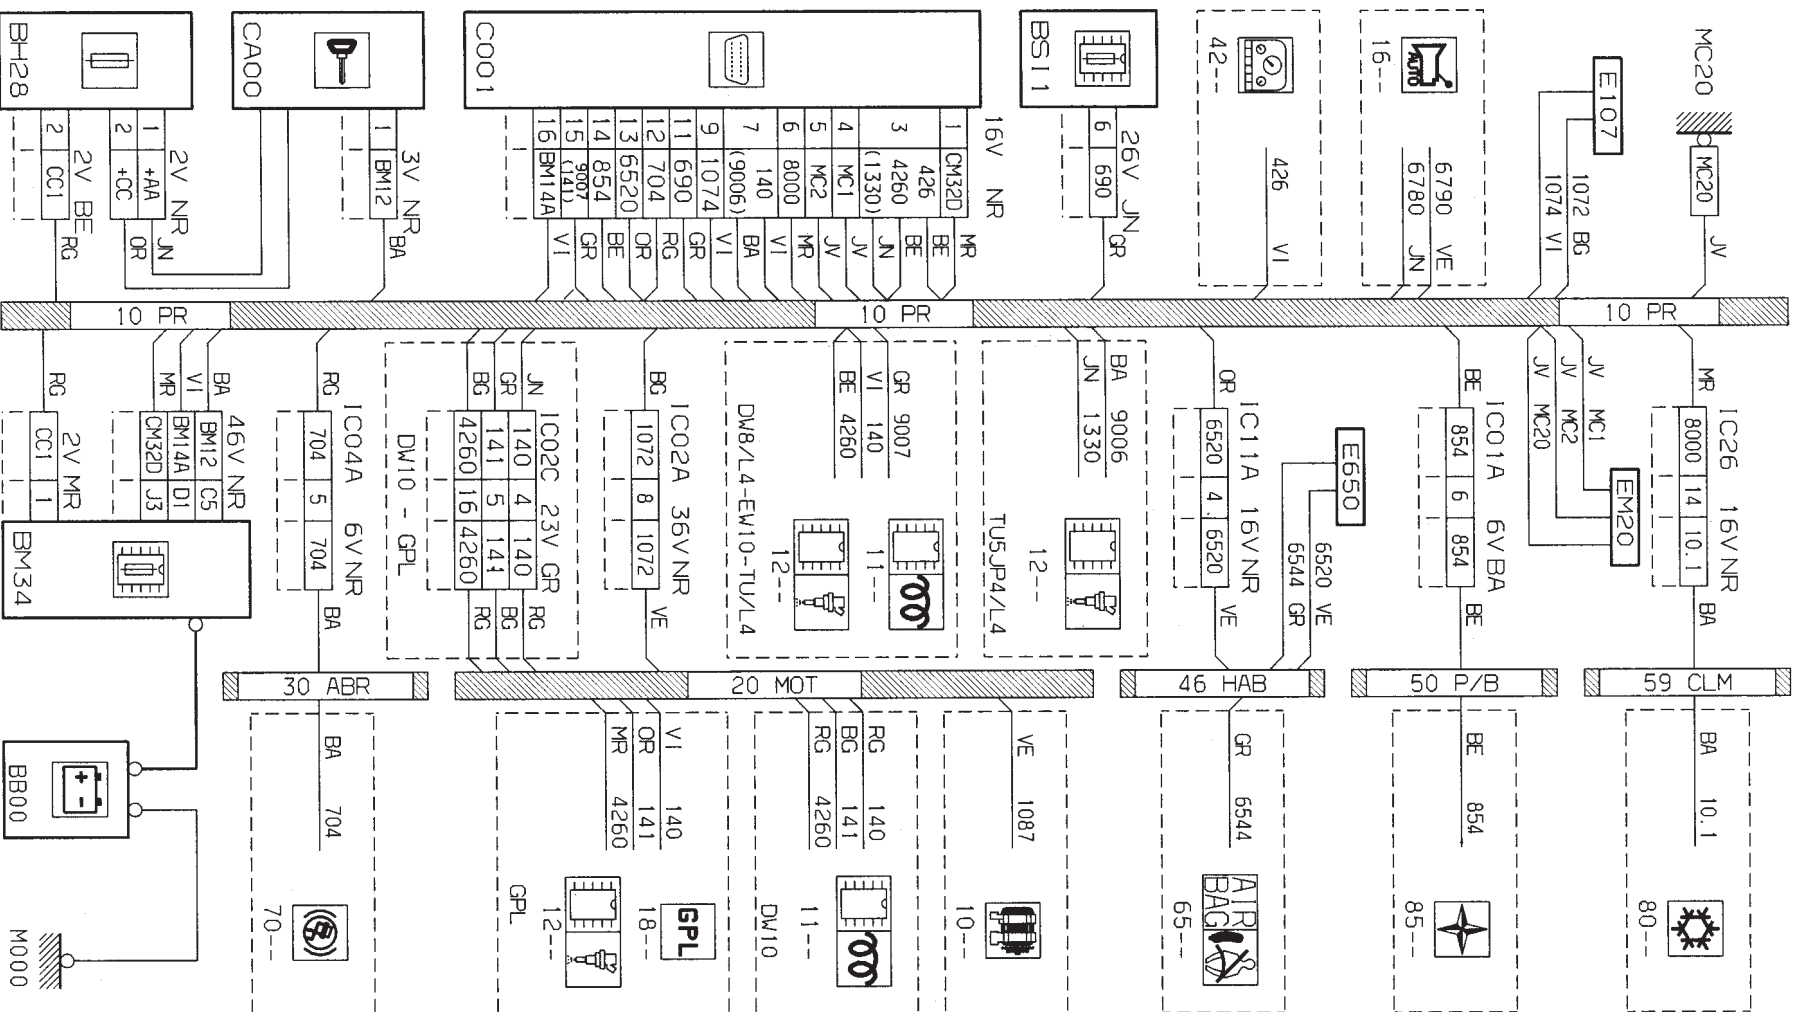 BH28
2 CC1
2V BE
RG
1 +AA
2 +CC
2V NR
JN
OR
CA00
1 BM12
3V NR
BA
C001
16V NR
1 CM32D MR
3 426 BE
4260 BE
(1330) JN
4 MC1 JV
5 MC2 JV
6 8000 MR
7 140 VI
(9006) BA
9 1074 VI
11 690 GR
12 704 RG
13 6520 OR
14 854 BE
15 9007 (141) GR
16 BM14A VI
BSI1
6 690
26V JN
GR
42--
426 VI
AUTO
16--
6790 VE
6780 JN
E107
1072 BG
1074 VI
MC20
MC20
JV
10 PR
10 PR
10 PR
RG
CC1 1
2V MR
BA
VI
MR
BM12 C5
BM14A D1
CM32D J3
46V NR
BM34
BB00
M000
RG
IC04A 6V NR
704 5 704
BA
JN
GR
BG
IC02C 23V GR
140 4 140
141 5 141
4260 16 4260
DW10 - GPL
RG
BG
RG
BG
IC02A 36V NR
1072 8 1072
VE
GR 9007
VI 140
BE 4260
11--
12--
DW8/L4-EW10-TU/L4
BA 9006
JN 1330
12--
TU5JP4/L4
OR
IC11A 16V NR
6520 4 6520
VE
E650
6520 VE
6544 GR
BE
IC01A 6V BA
854 6 854
BE
JV MC1
JV MC2
JV MC20
EM20
MR
IC26 16V NR
8000 14 10.1
BA
30 ABR
20 MOT
46 HAB
50 P/B
59 CLM
BA 704
70--
VI 140
OR 141
MR 4260
GPL
18--
12--
GPL
RG 140
BG 141
RG 4260
11--
DW10
VE 1087
10--
GR 6544
AIR
BAG
65--
BE 854
85--
BA 10.1
80--